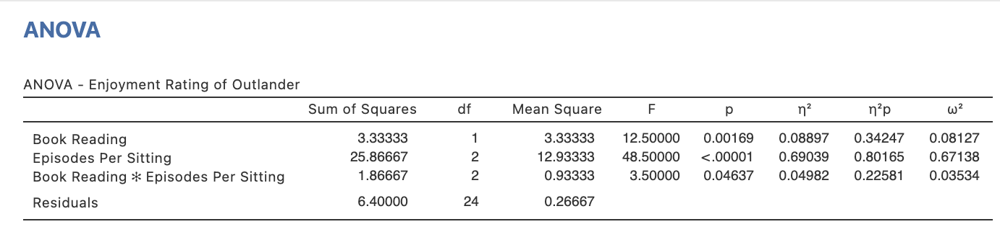 ANOVA
ANOVA - Enjoyment Rating of Outlander
Sum of Squares df Mean Square F p η² η²p ω²
Book Reading 3.33333 1 3.33333 12.50000 0.00169 0.08897 0.34247 0.08127
Episodes Per Sitting 25.86667 2 12.93333 48.50000 <.00001 0.69039 0.80165 0.67138
Book Reading ✻ Episodes Per Sitting 1.86667 2 0.93333 3.50000 0.04637 0.04982 0.22581 0.03534
Residuals 6.40000 24 0.26667